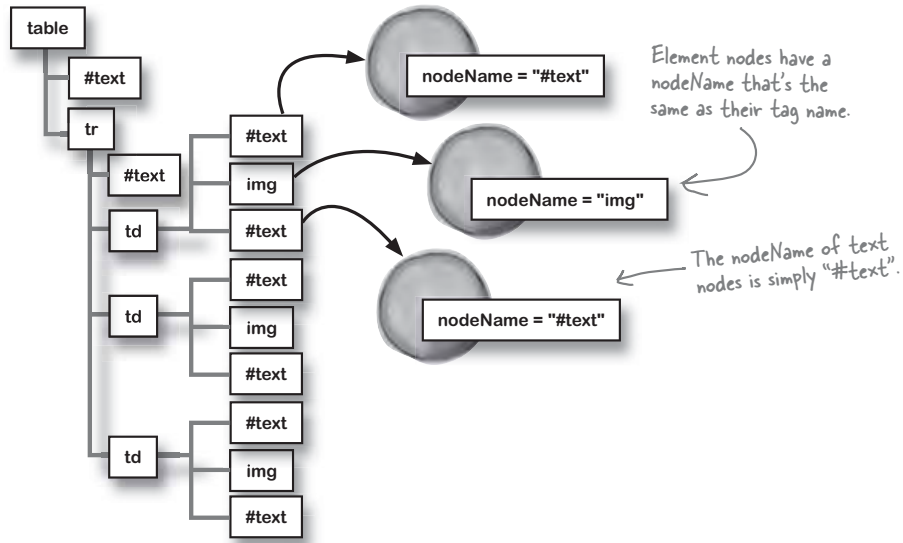 table
#text
tr
#text
td
#text
img
#text
td
#text
img
#text
td
#text
img
#text
nodeName = "#text"
nodeName = "img"
nodeName = "#text"
Element nodes have a
nodeName that's the
same as their tag name.
The nodeName of text
nodes is simply “#text”.